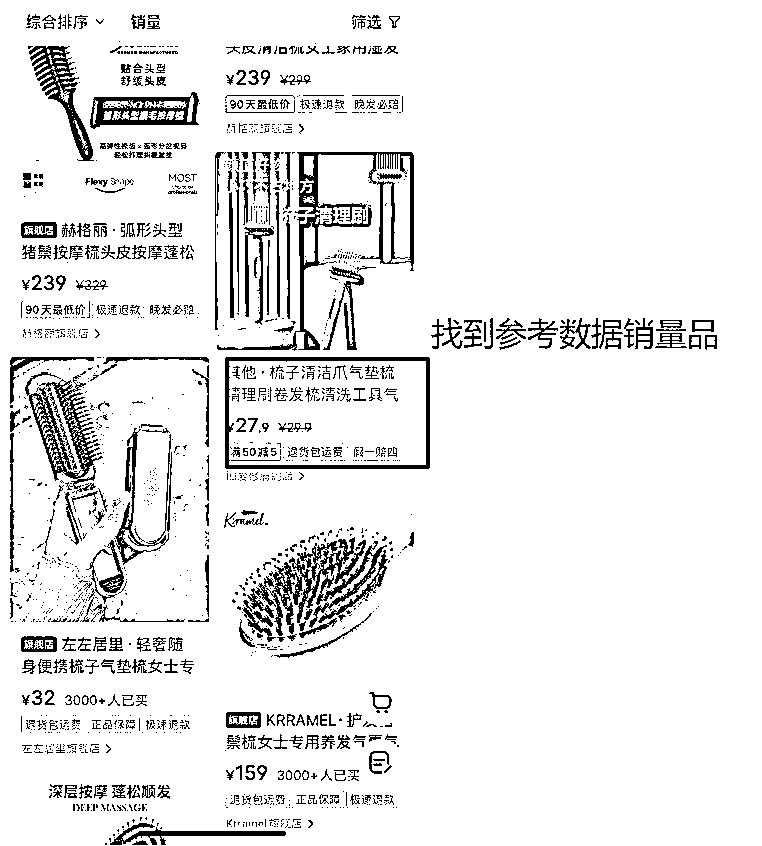 综合排序
销量
筛选
贴合头型
舒缓头皮
Flexy Shape
MOST
旗舰店 赫格丽·弧形头型
猪鬃按摩梳头皮按摩蓬松
¥239 ¥329
90天最低价 极速退款 晚发必赔
赫格丽旗舰店
旗舰店 左左居里·轻奢随
身便携梳子气垫梳女士专
¥32 3000+人已买
退货包运费 正品保障 极速退款
左左居里旗舰店
深层按摩 蓬松顺发
DEEP MASSAGE
头皮清洁梳女士家用湿发
¥239 ¥299
90天最低价 极速退款 晚发必赔
赫格丽旗舰店
梳子清理刷
其他·梳子清洁爪气垫梳
清理刷卷发梳清洗工具气
¥27.9 ¥29.9
满50减5 退货包运费 假一赔四
Krramel
旗舰店 KRRAMEL·护发
鬃梳女士专用养发气
¥159 3000+人已买
退货包运费 正品保障 极速退款
Krramel旗舰店
找到参考数据销量品